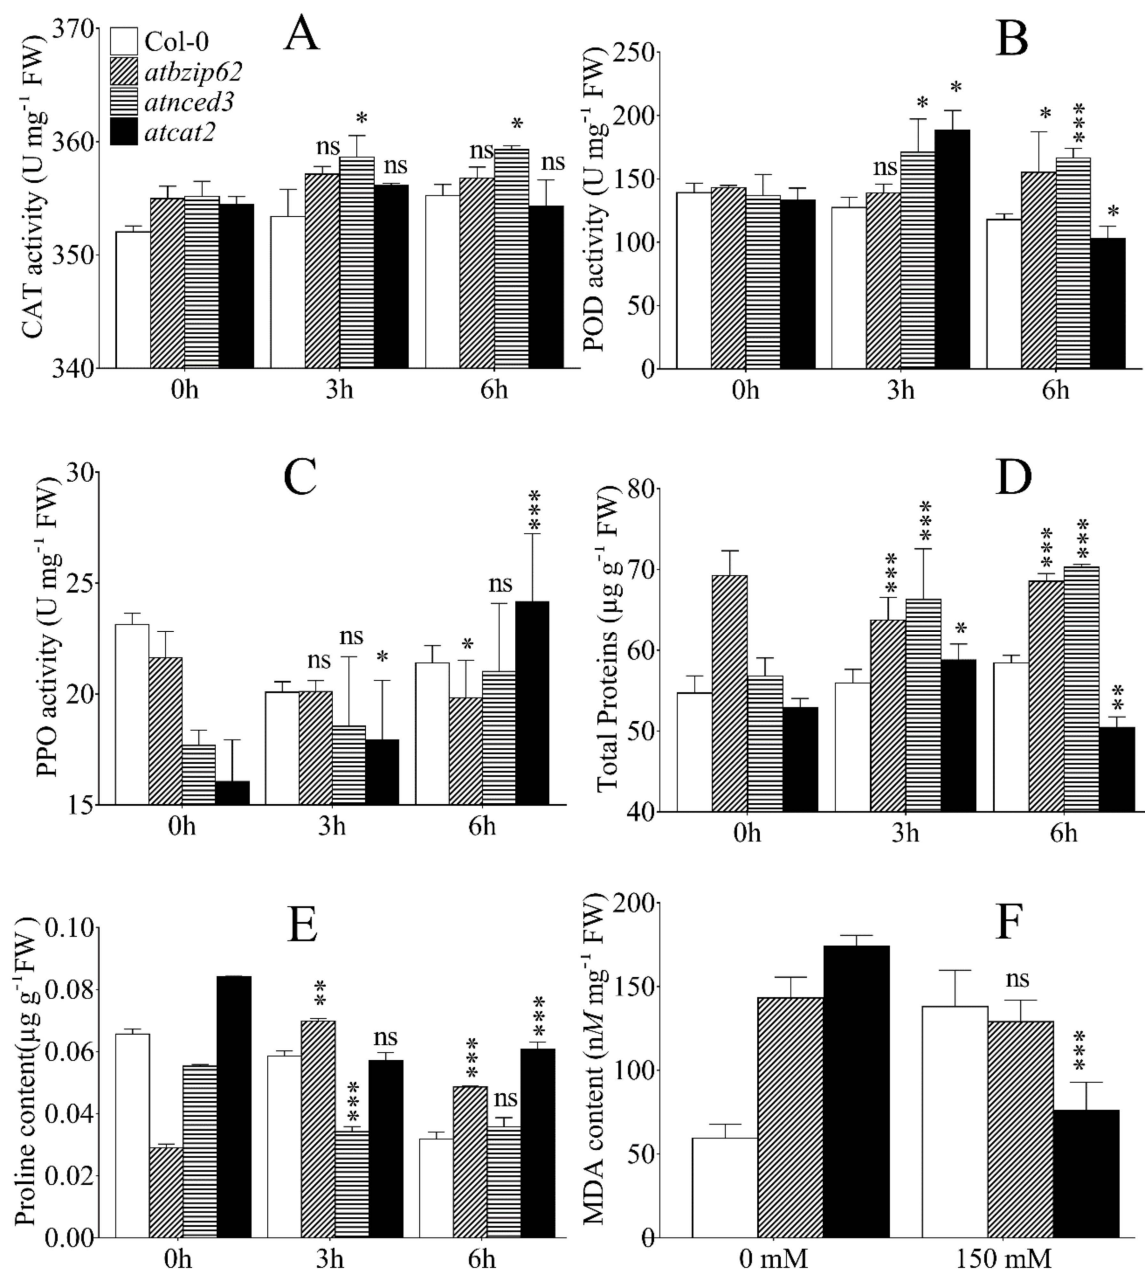 A
CAT activity (U mg⁻¹ FW)
370
360
350
340
Col-0
atbzip62
atnced3
atcat2
ns
*
ns
ns
*
ns
0h
3h
6h
B
POD activity (U mg⁻¹ FW)
250
200
150
100
50
0
ns
*
*
*
***
*
0h
3h
6h
C
PPO activity (U mg⁻¹ FW)
30
25
20
15
ns
ns
*
*
ns
***
0h
3h
6h
D
Total Proteins (µg g⁻¹ FW)
80
70
60
50
40
***
***
*
***
***
**
0h
3h
6h
E
Proline content(µg g⁻¹FW )
0.10
0.08
0.06
0.04
0.02
0.00
**
***
ns
***
ns
***
0h
3h
6h
F
MDA content (nM mg⁻¹ FW)
200
150
100
50
0
ns
***
0 mM
150 mM